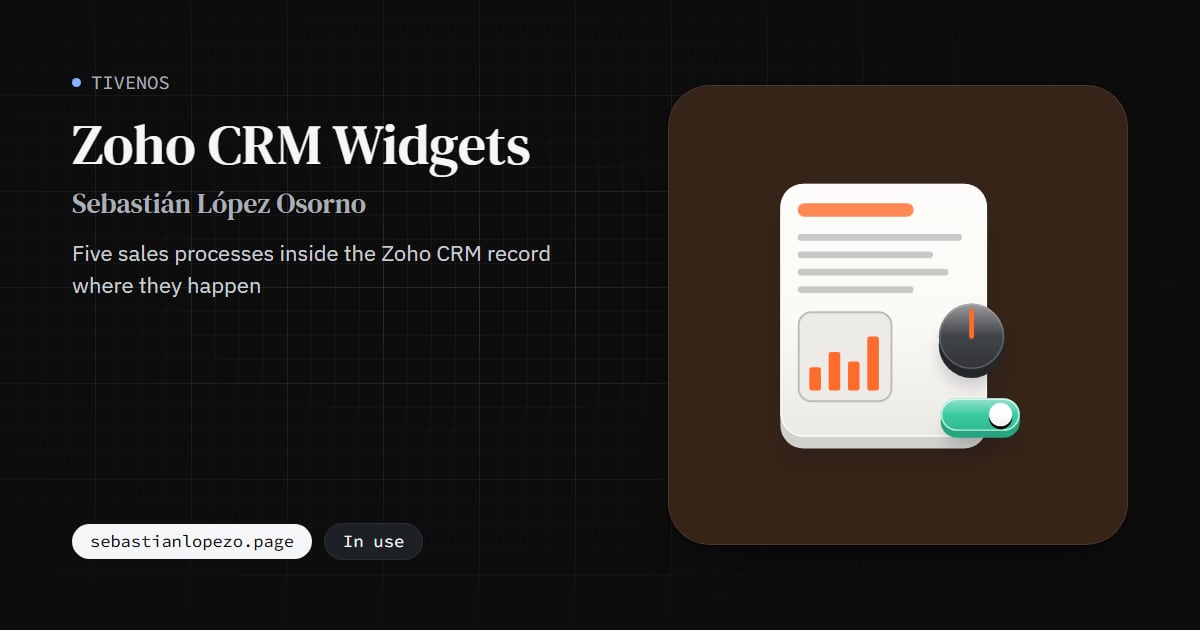 TIVENOS
Zoho CRM Widgets
Sebastián López Osorno
Five sales processes inside the Zoho CRM record
where they happen
sebastianlopezo.page
In use